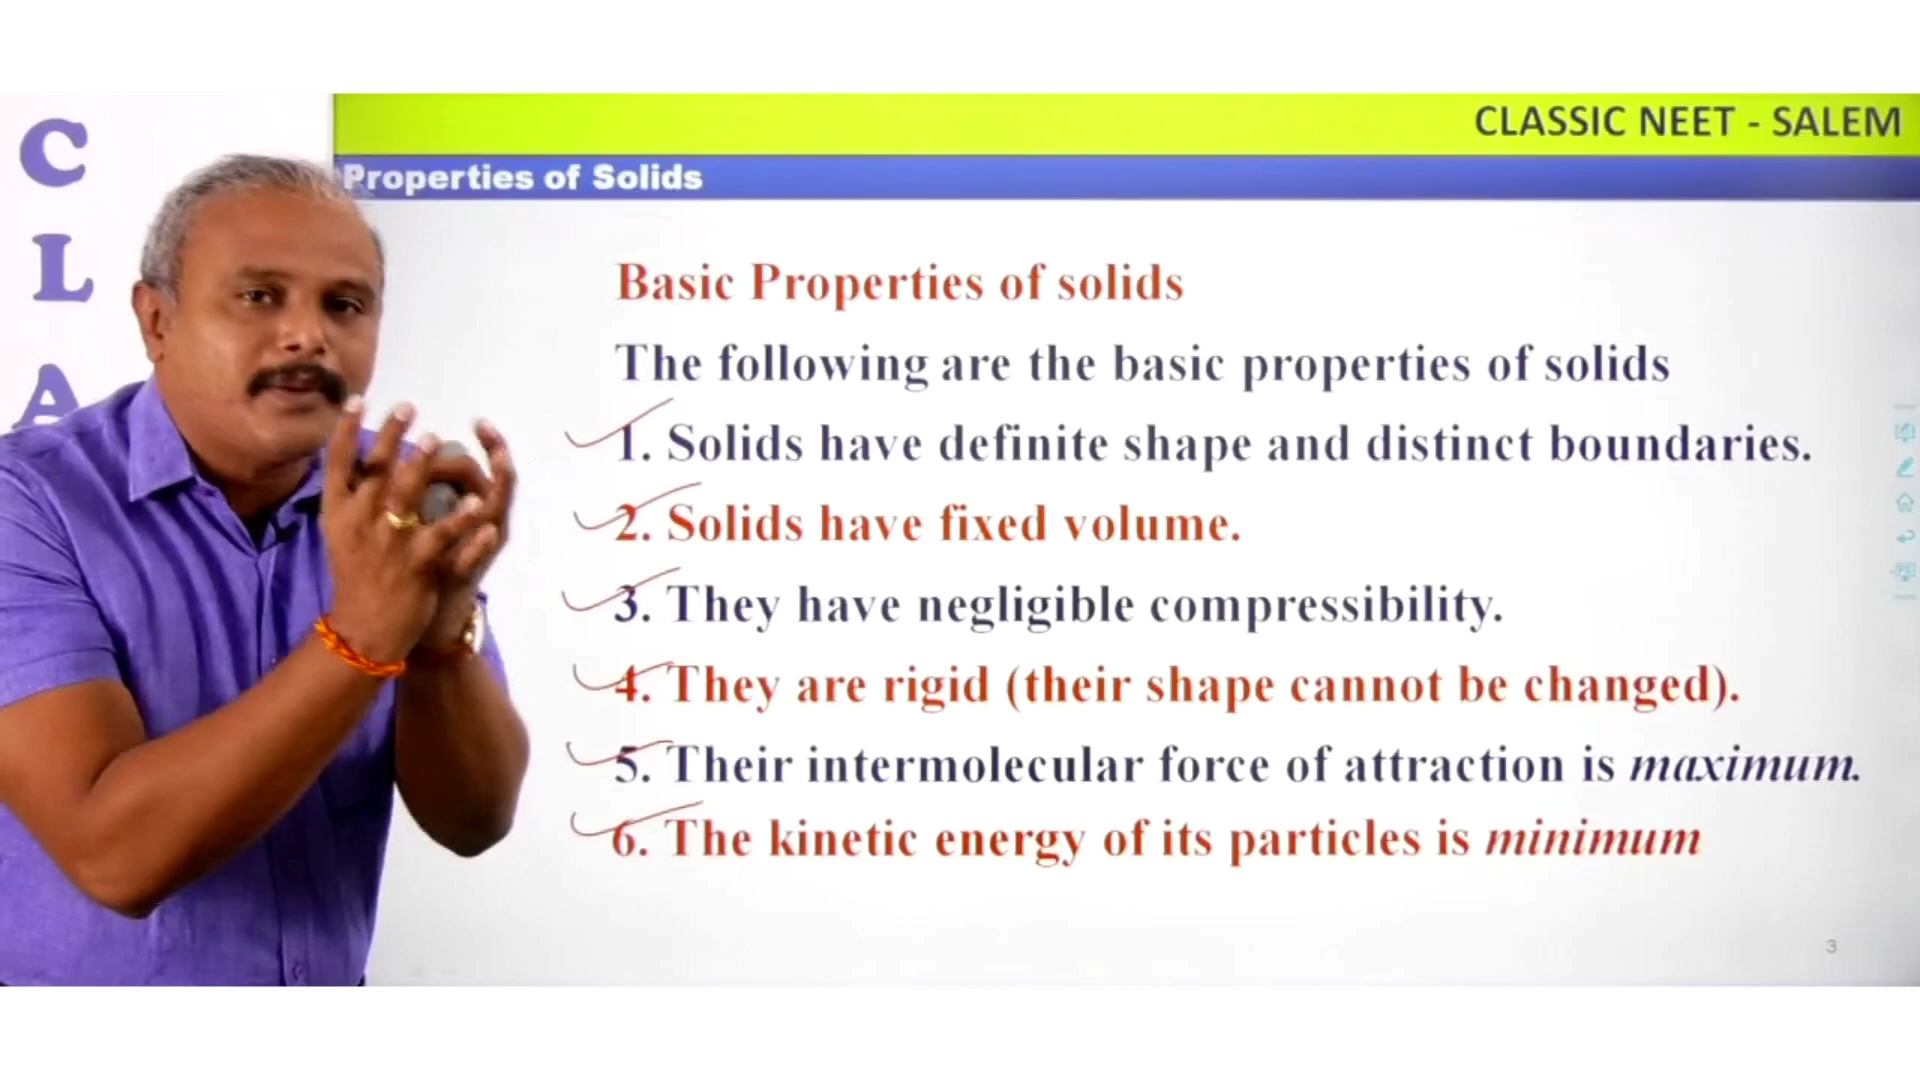 C
L
A
CLASSIC NEET - SALEM
Properties of Solids
Basic Properties of solids
The following are the basic properties of solids
1. Solids have definite shape and distinct boundaries.
2. Solids have fixed volume.
3. They have negligible compressibility.
4. They are rigid (their shape cannot be changed).
5. Their intermolecular force of attraction is maximum.
6. The kinetic energy of its particles is minimum
3